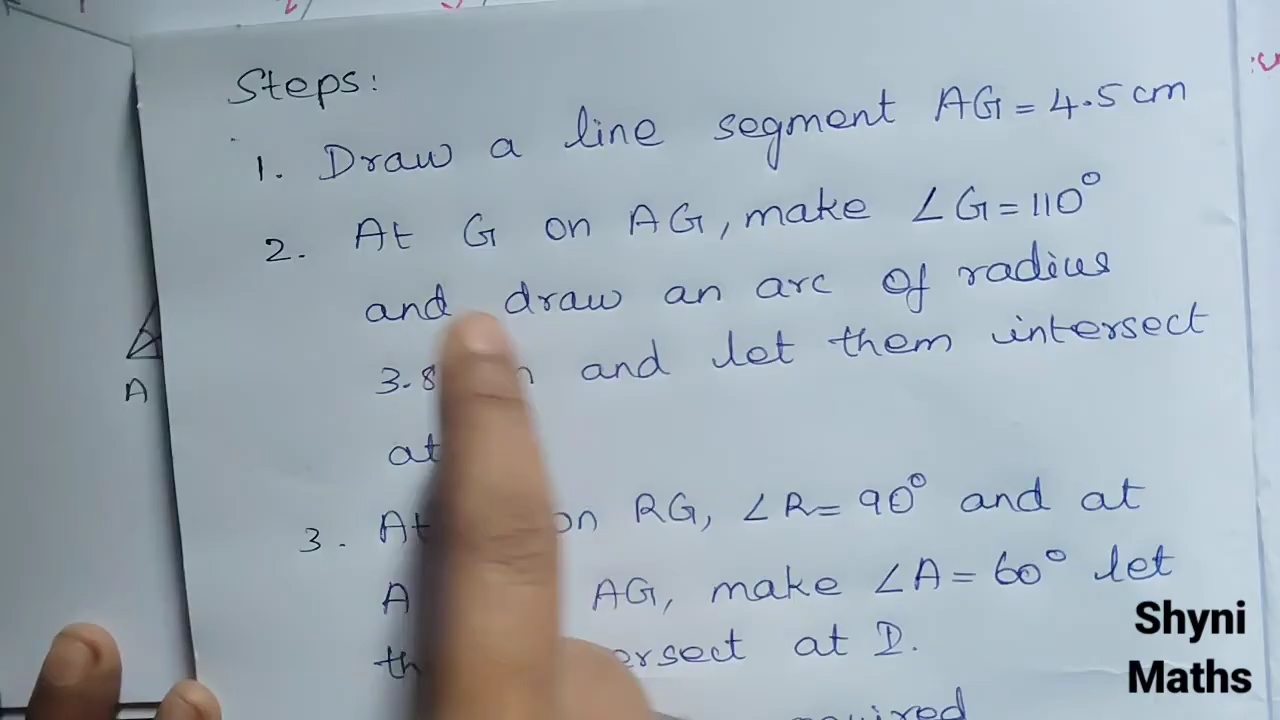 Steps:
1. Draw a line segment AG = 4.5 cm
2. At G on AG, make ∠G = 110°
and draw an arc of radius
3.8 and let them intersect
at
3. At on RG, ∠R = 90° and at
A AG, make ∠A = 60° let
at D.
A
Shyni
Maths